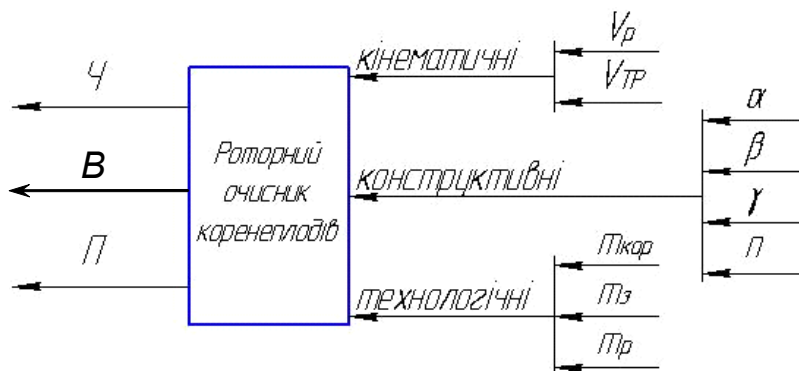 Vр
кінематичні
Ч
VТР
α
Роторний
β
В
очисник
конструктивні
коренеплодів
γ
mкор
п
П
технологічні
mз
mр